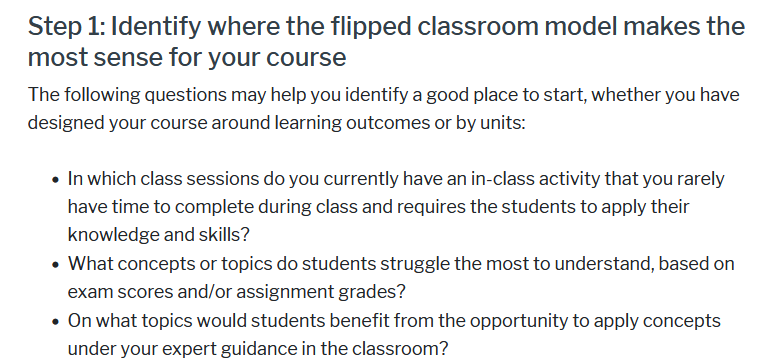 Step 1: Identify where the flipped classroom model makes the
most sense for your course
The following questions may help you identify a good place to start, whether you have
designed your course around learning outcomes or by units:
• In which class sessions do you currently have an in-class activity that you rarely
have time to complete during class and requires the students to apply their
knowledge and skills?
• What concepts or topics do students struggle the most to understand, based on
exam scores and/or assignment grades?
• On what topics would students benefit from the opportunity to apply concepts
under your expert guidance in the classroom?